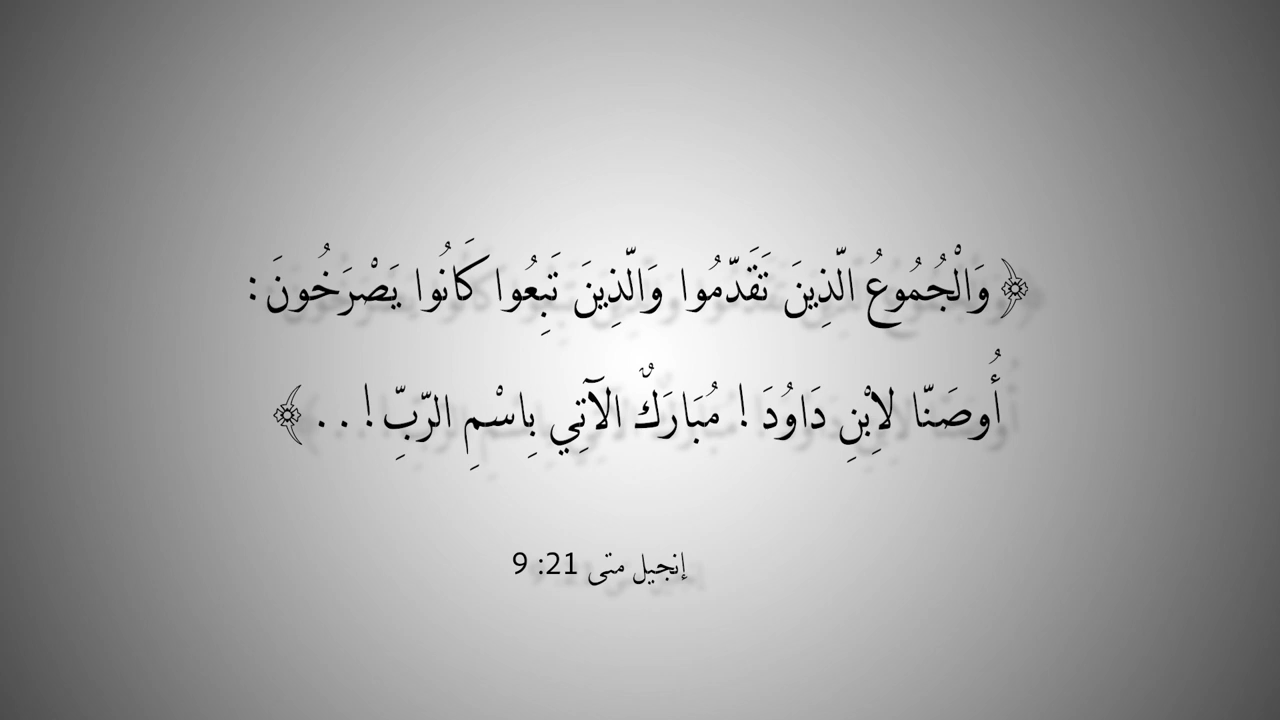 ﴿ وَالْجُمُوعُ الَّذِينَ تَقَدَّمُوا وَالَّذِينَ تَبِعُوا كَانُوا يَصْرَخُونَ:
أُوصَنَّا لاِبْنِ دَاوُدَ! مُبَارَكٌ الآتِي بِاسْمِ الرَّبِّ! . . ﴾
إنجيل متى 21: 9